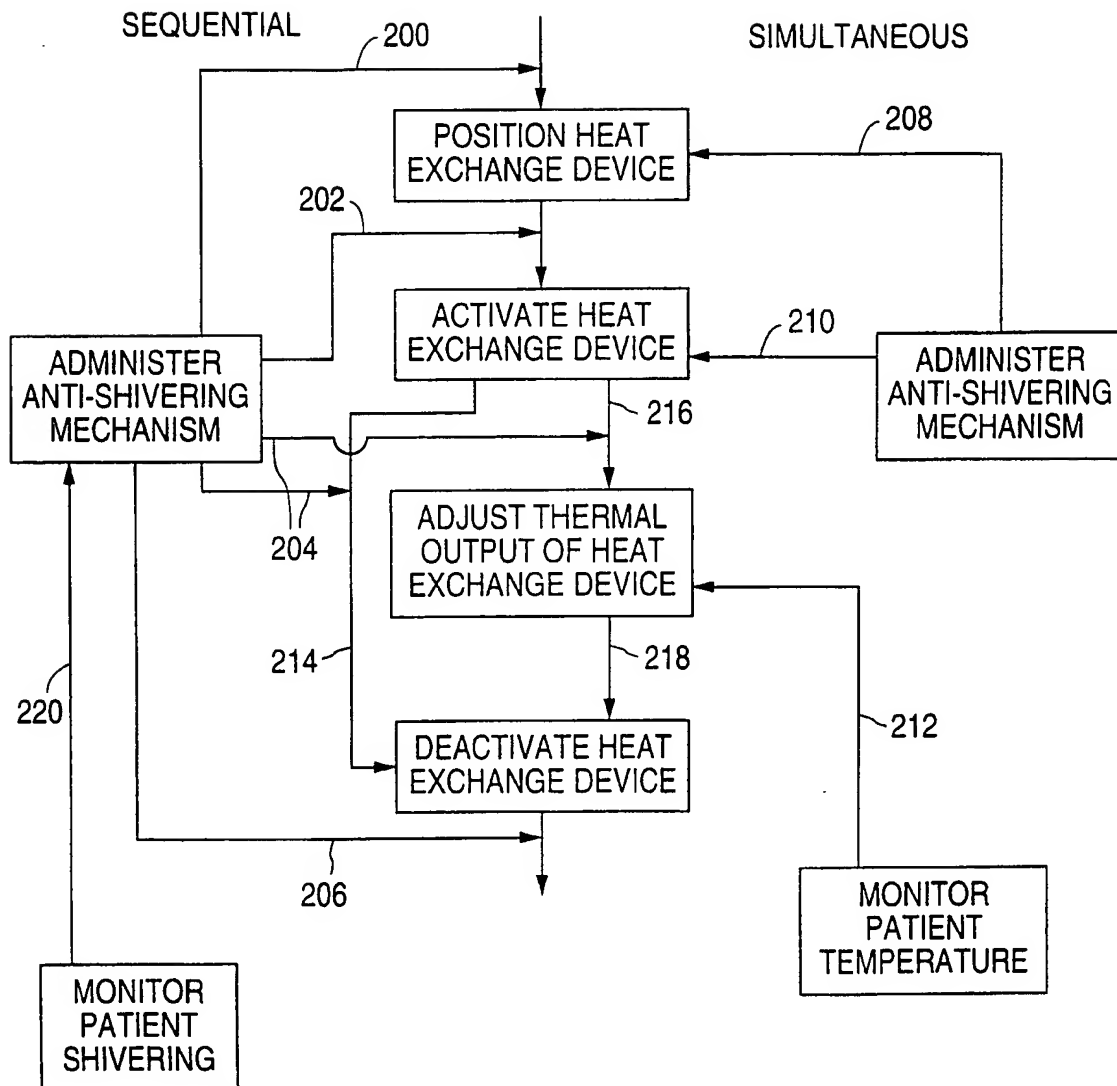 SEQUENTIAL
200
SIMULTANEOUS
POSITION HEAT
EXCHANGE DEVICE
208
202
ACTIVATE HEAT
EXCHANGE DEVICE
210
ADMINISTER
ANTI-SHIVERING
MECHANISM
ADMINISTER
ANTI-SHIVERING
MECHANISM
216
204
ADJUST THERMAL
OUTPUT OF HEAT
EXCHANGE DEVICE
214
218
220
212
DEACTIVATE HEAT
EXCHANGE DEVICE
206
MONITOR
PATIENT
TEMPERATURE
MONITOR
PATIENT
SHIVERING